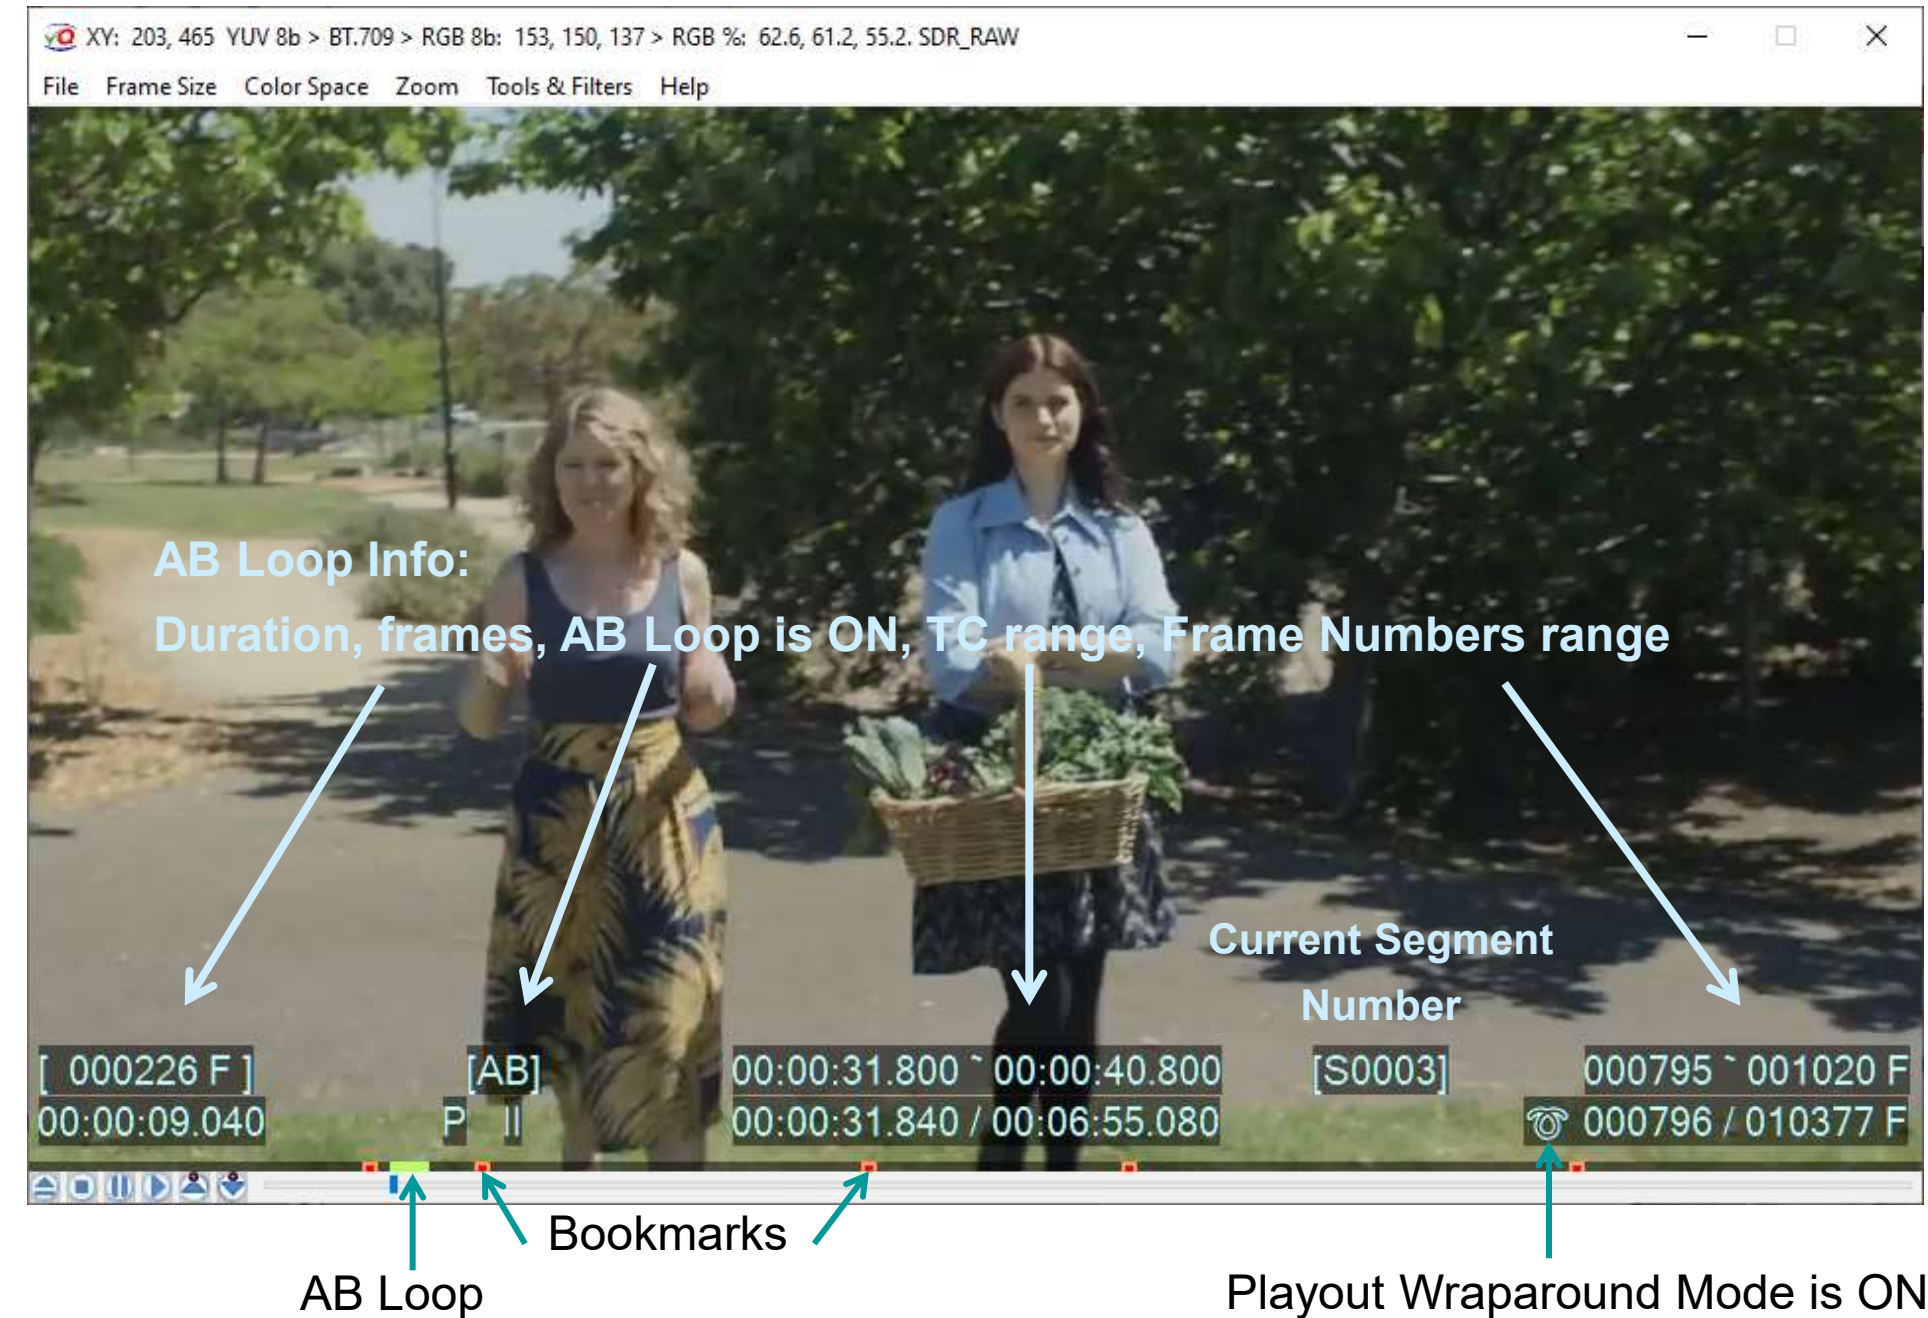 XY: 203, 465 YUV 8b > BT.709 > RGB 8b: 153, 150, 137 > RGB %: 62.6, 61.2, 55.2. SDR_RAW
File Frame Size Color Space Zoom Tools & Filters Help
AB Loop Info:
Duration, frames, AB Loop is ON, TC range, Frame Numbers range
Current Segment
Number
[ 000226 F ] [AB] 00:00:31.800 ~ 00:00:40.800 [S0003] 000795 ~ 001020 F
00:00:09.040 P II 00:00:31.840 / 00:06:55.080 000796 / 010377 F
Bookmarks
AB Loop Playout Wraparound Mode is ON